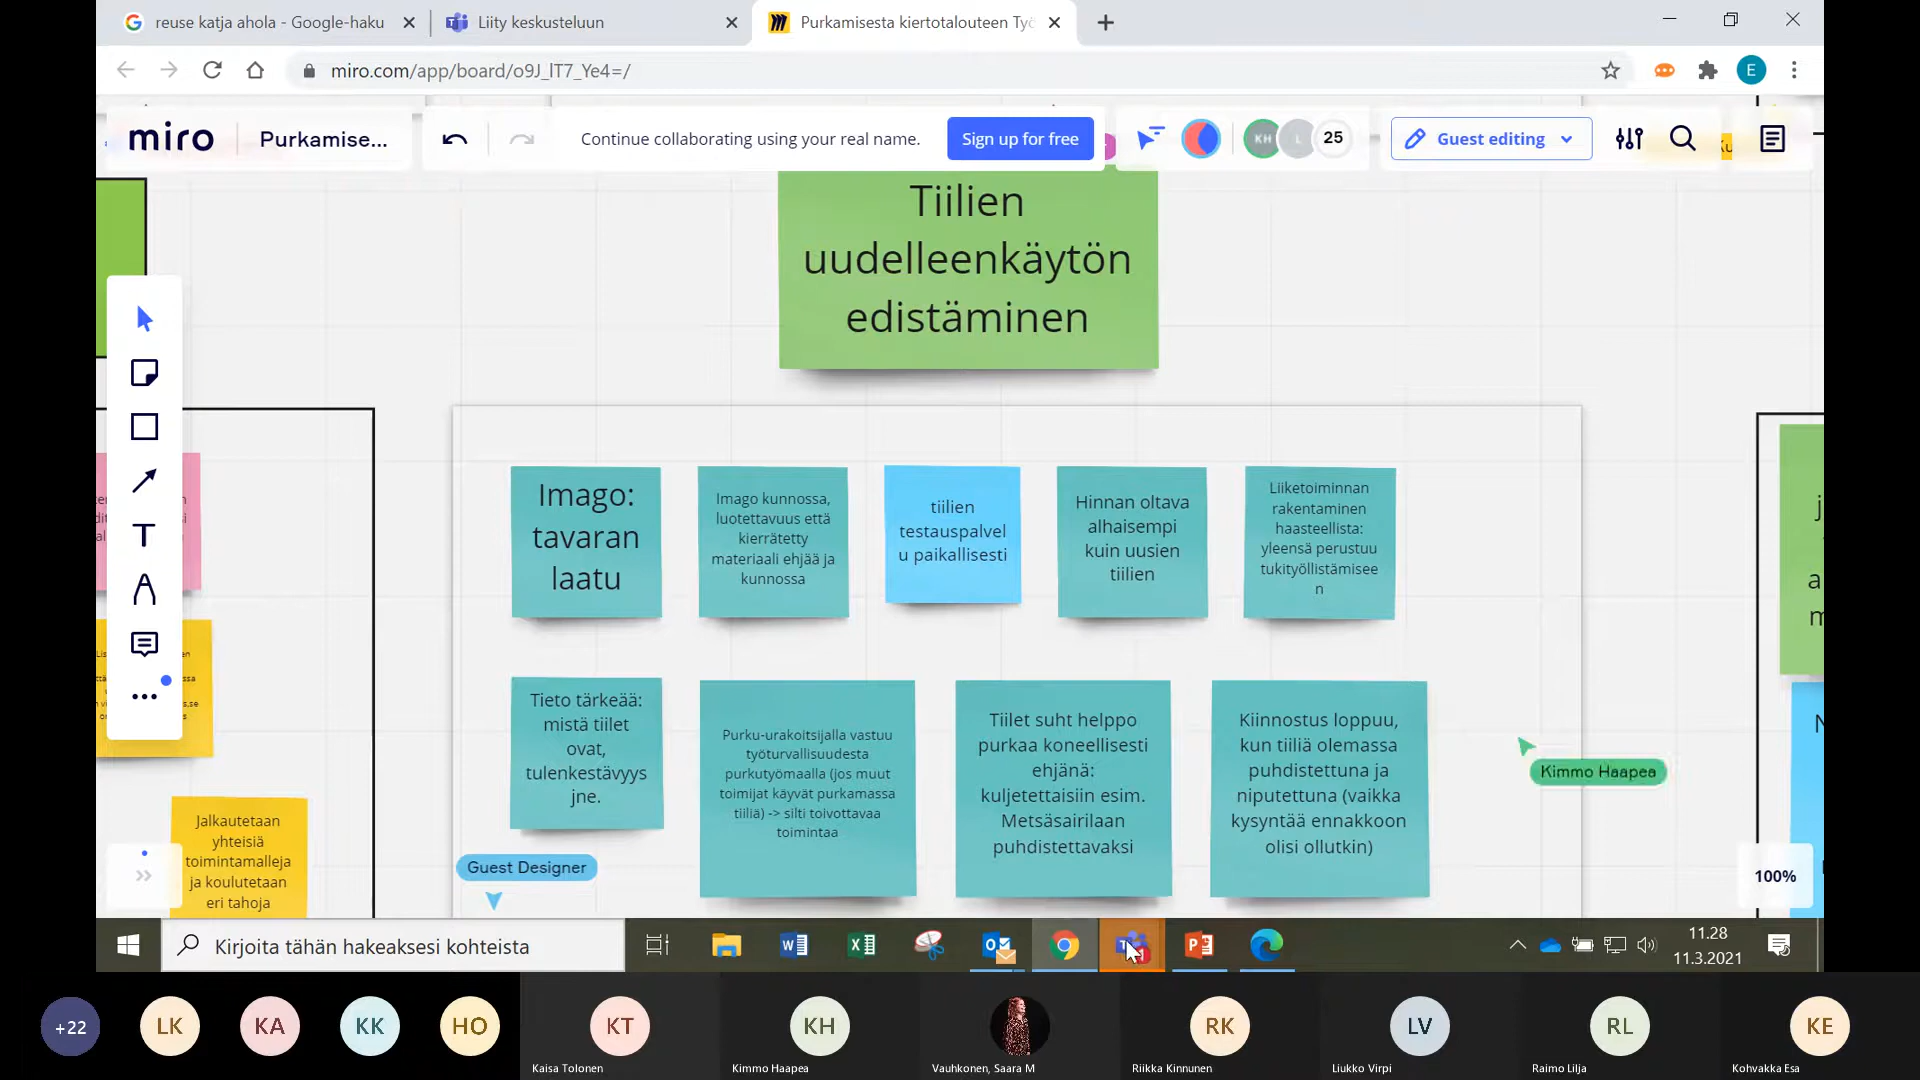 reuse katja ahola - Google-haku
Liity keskusteluun
Purkamisesta kiertotalouteen Työ
miro.com/app/board/o9J_lT7_Ye4=/
E
miro
Purkamise...
Continue collaborating using your real name.
Sign up for free
KH
L
25
Guest editing
Tiilien
uudelleenkäytön
edistäminen
Imago:
tavaran
laatu
Imago kunnossa,
luotettavuus että
kierrätetty
materiaali ehjää ja
kunnossa
tiilien
testauspalvel
u paikallisesti
Hinnan oltava
alhaisempi
kuin uusien
tiilien
Liiketoiminnan
rakentaminen
haasteellista:
yleensä perustuu
tukityöllistämisee
n
Tieto tärkeää:
mistä tiilet
ovat,
tulenkestävyys
jne.
Purku-urakoitsijalla vastuu
työturvallisuudesta
purkutyömaalla (jos muut
toimijat käyvät purkamassa
tiiliä) -> silti toivottavaa
toimintaa
Tiilet suht helppo
purkaa koneellisesti
ehjänä:
kuljetettaisiin esim.
Metsäsairilaan
puhdistettavaksi
Kiinnostus loppuu,
kun tiiliä olemassa
puhdistettuna ja
niputettuna (vaikka
kysyntää ennakkoon
olisi ollutkin)
Kimmo Haapea
Guest Designer
Jalkautetaan
yhteisiä
toimintamalleja
ja koulutetaan
eri tahoja
100%
Kirjoita tähän hakeaksesi kohteista
11.28
11.3.2021
+22
LK
KA
KK
HO
KT
KH
RK
LV
RL
KE
Kaisa Tolonen
Kimmo Haapea
Vauhkonen, Saara M
Riikka Kinnunen
Liukko Virpi
Raimo Lilja
Kohvakka Esa